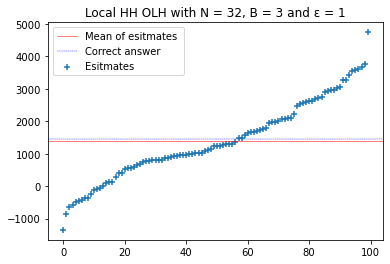 Local HH OLH with N = 32, B = 3 and ε = 1
5000
4000
3000
2000
1000
0
−1000
Mean of esitmates
Correct answer
Esitmates
0 20 40 60 80 100